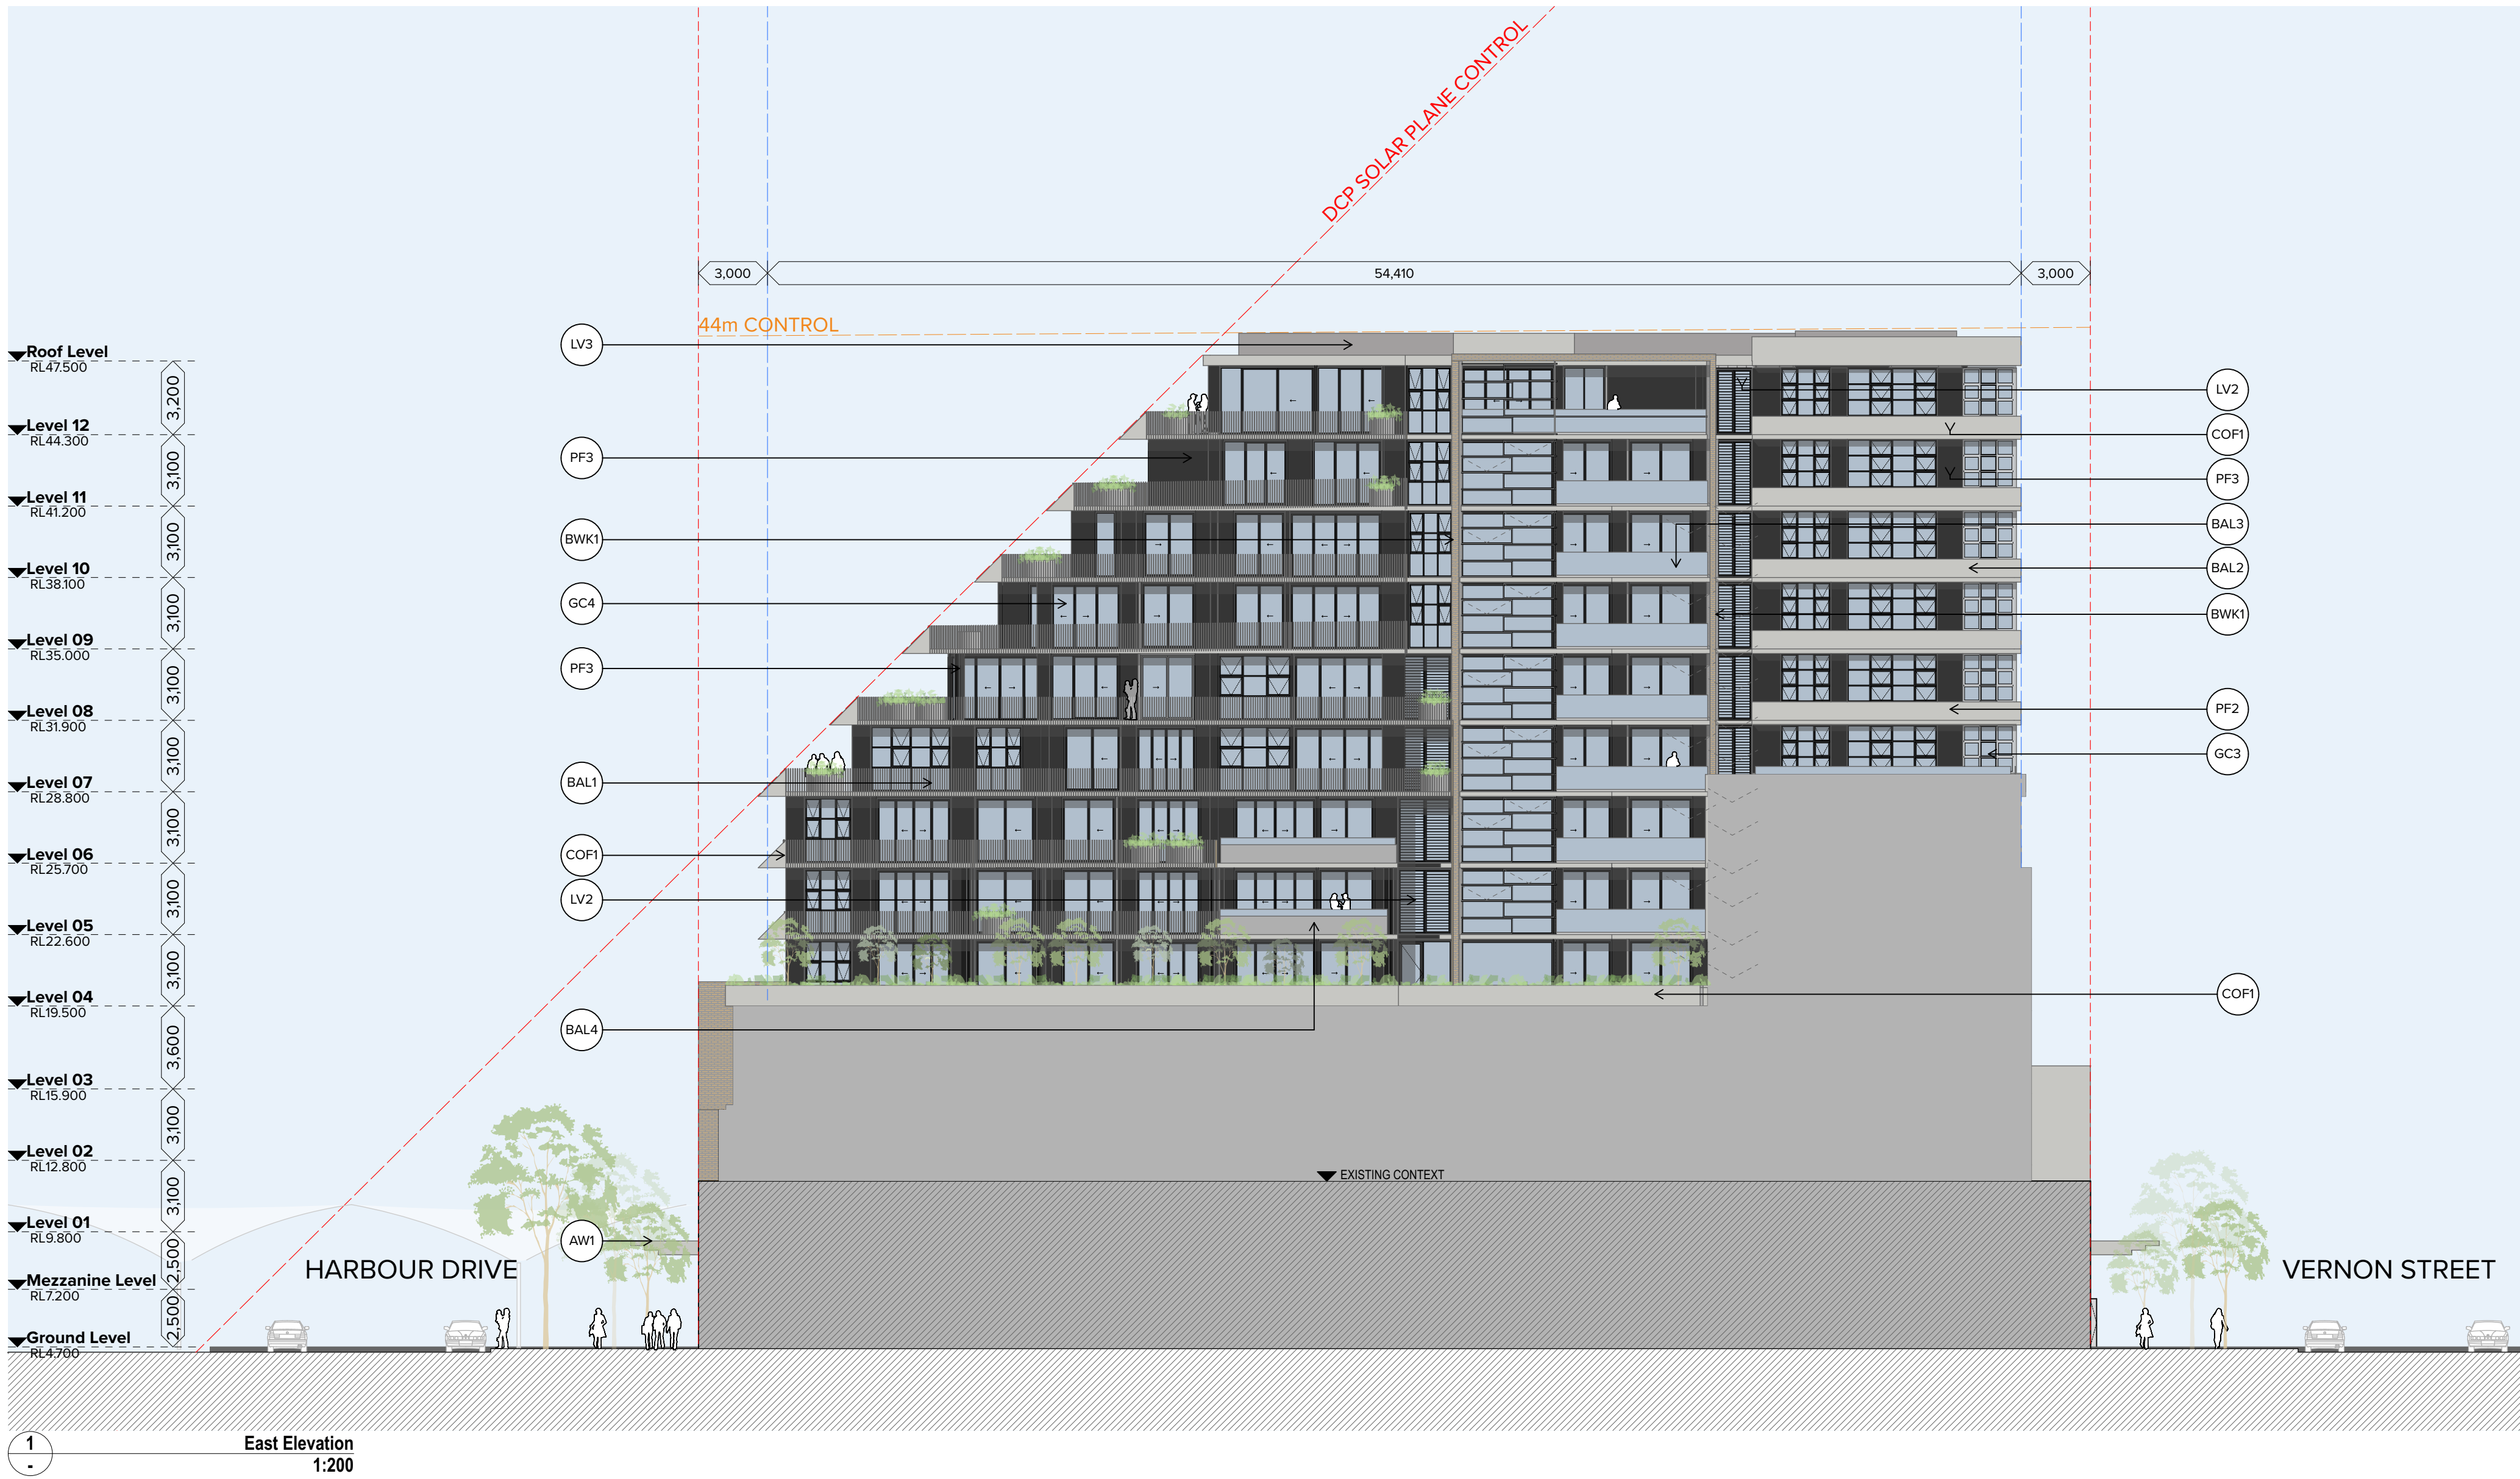 DCP SOLAR PLANE CONTROL
3,000
54,410
3,000
44m CONTROL
Roof Level
RL47.500
3,200
Level 12
RL44.300
3,100
Level 11
RL41.200
3,100
Level 10
RL38.100
3,100
Level 09
RL35.000
3,100
Level 08
RL31.900
3,100
Level 07
RL28.800
3,100
Level 06
RL25.700
3,100
Level 05
RL22.600
3,100
Level 04
RL19.500
3,600
Level 03
RL15.900
3,100
Level 02
RL12.800
3,100
Level 01
RL9.800
2,500
Mezzanine Level
RL7.200
2,500
Ground Level
RL4.700
LV3
PF3
BWK1
GC4
PF3
BAL1
COF1
LV2
BAL4
AW1
LV2
COF1
PF3
BAL3
BAL2
BWK1
PF2
GC3
COF1
EXISTING CONTEXT
HARBOUR DRIVE
VERNON STREET
1
-
East Elevation
1:200